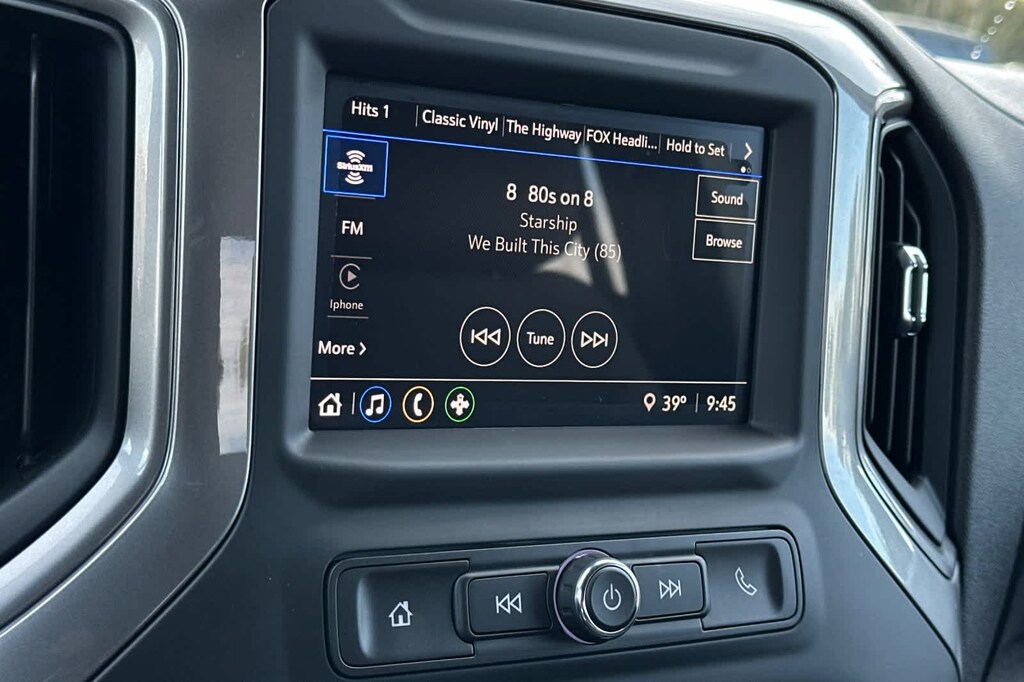 Hits 1 Classic Vinyl The Highway FOX Headli... Hold to Set
SiriusXM
8 80s on 8
Sound
FM
Starship
We Built This City (85)
Browse
Iphone
Tune
More
39° 9:45